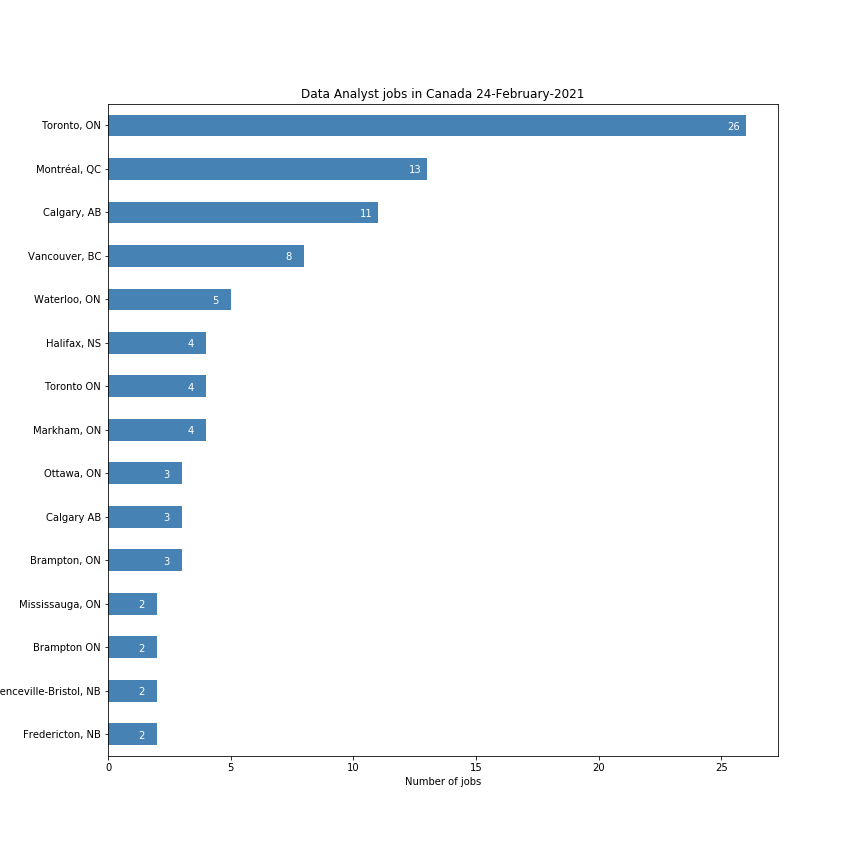 Data Analyst jobs in Canada 24-February-2021
Toronto, ON 26
Montréal, QC 13
Calgary, AB 11
Vancouver, BC 8
Waterloo, ON 5
Halifax, NS 4
Toronto ON 4
Markham, ON 4
Ottawa, ON 3
Calgary AB 3
Brampton, ON 3
Mississauga, ON 2
Brampton ON 2
enceville-Bristol, NB 2
Fredericton, NB 2
0 5 10 15 20 25
Number of jobs